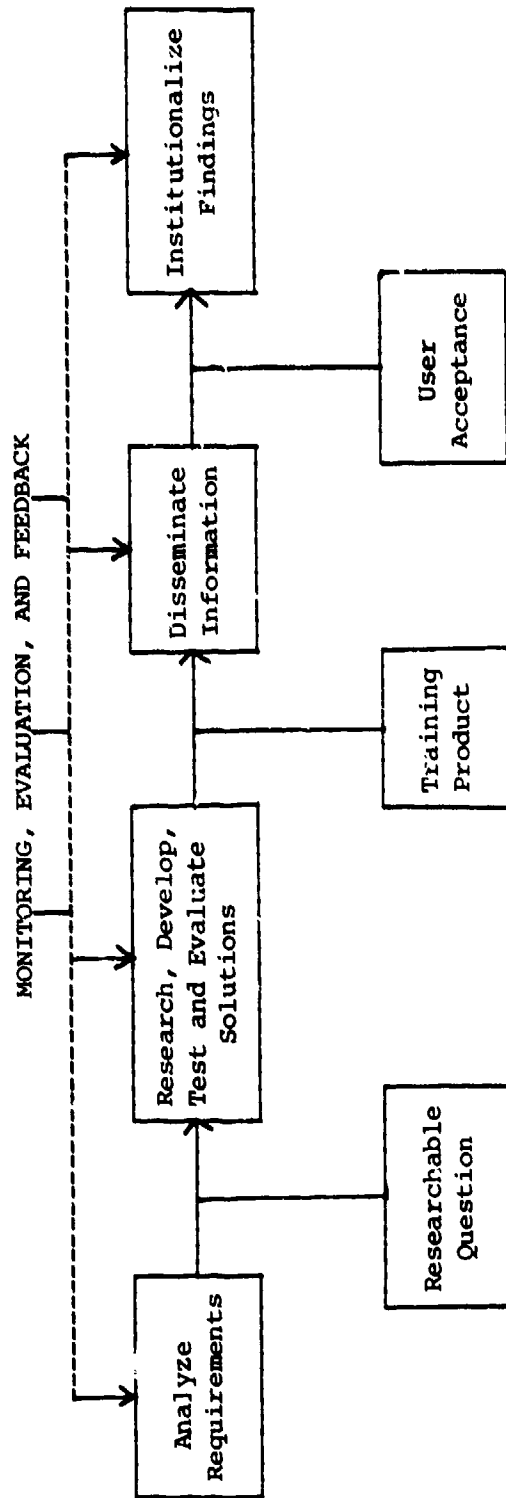 MONITORING, EVALUATION, AND FEEDBACK
Analyze
Requirements
Research, Develop,
Test and Evaluate
Solutions
Disseminate
Information
Institutionalize
Findings
Researchable
Question
Training
Product
User
Acceptance